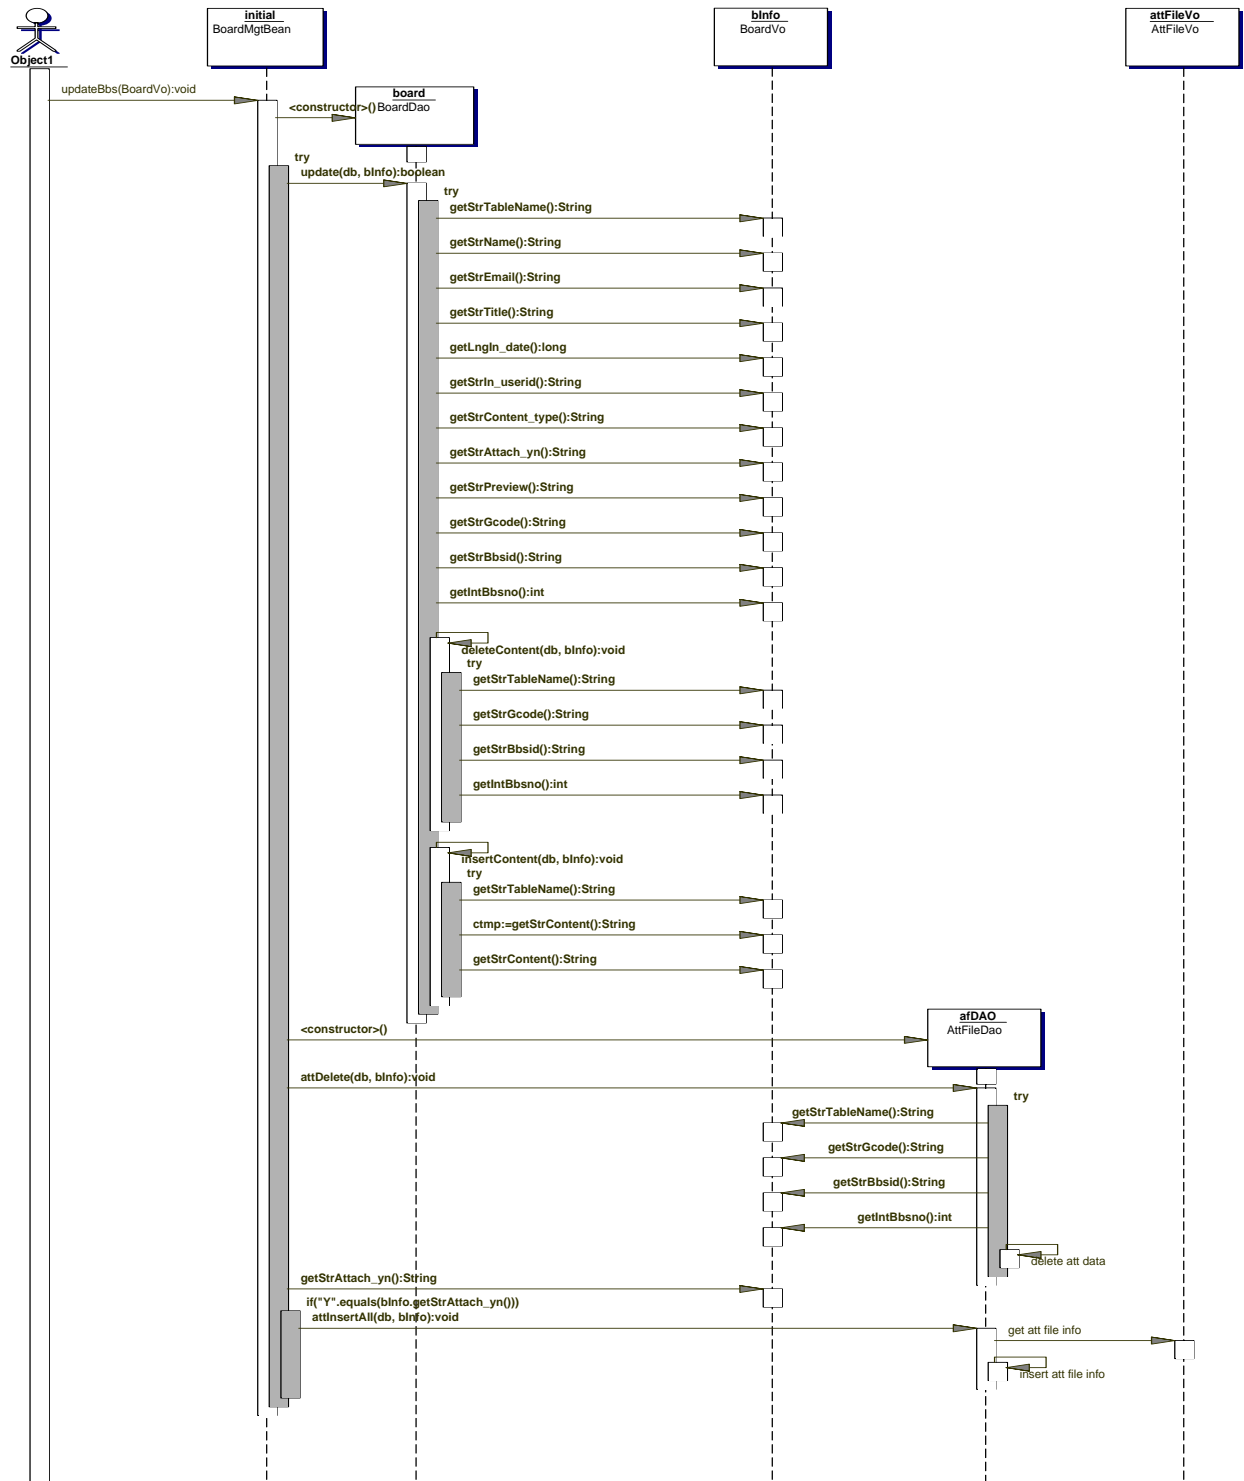 initial
BoardMgtBean
bInfo
BoardVo
attFileVo
AttFileVo
Object1
updateBbs(BoardVo):void
<constructor>()
board
BoardDao
try
update(db, bInfo):boolean
try
getStrTableName():String
getStrName():String
getStrEmail():String
getStrTitle():String
getLngIn_date():long
getStrIn_userid():String
getStrContent_type():String
getStrAttach_yn():String
getStrPreview():String
getStrGcode():String
getStrBbsid():String
getIntBbsno():int
deleteContent(db, bInfo):void
try
getStrTableName():String
getStrGcode():String
getStrBbsid():String
getIntBbsno():int
insertContent(db, bInfo):void
try
getStrTableName():String
ctmp:=getStrContent():String
getStrContent():String
afDAO
AttFileDao
<constructor>()
attDelete(db, bInfo):void
try
getStrTableName():String
getStrGcode():String
getStrBbsid():String
getIntBbsno():int
delete att data
getStrAttach_yn():String
if("Y".equals(bInfo.getStrAttach_yn()))
attInsertAll(db, bInfo):void
get att file info
insert att file info